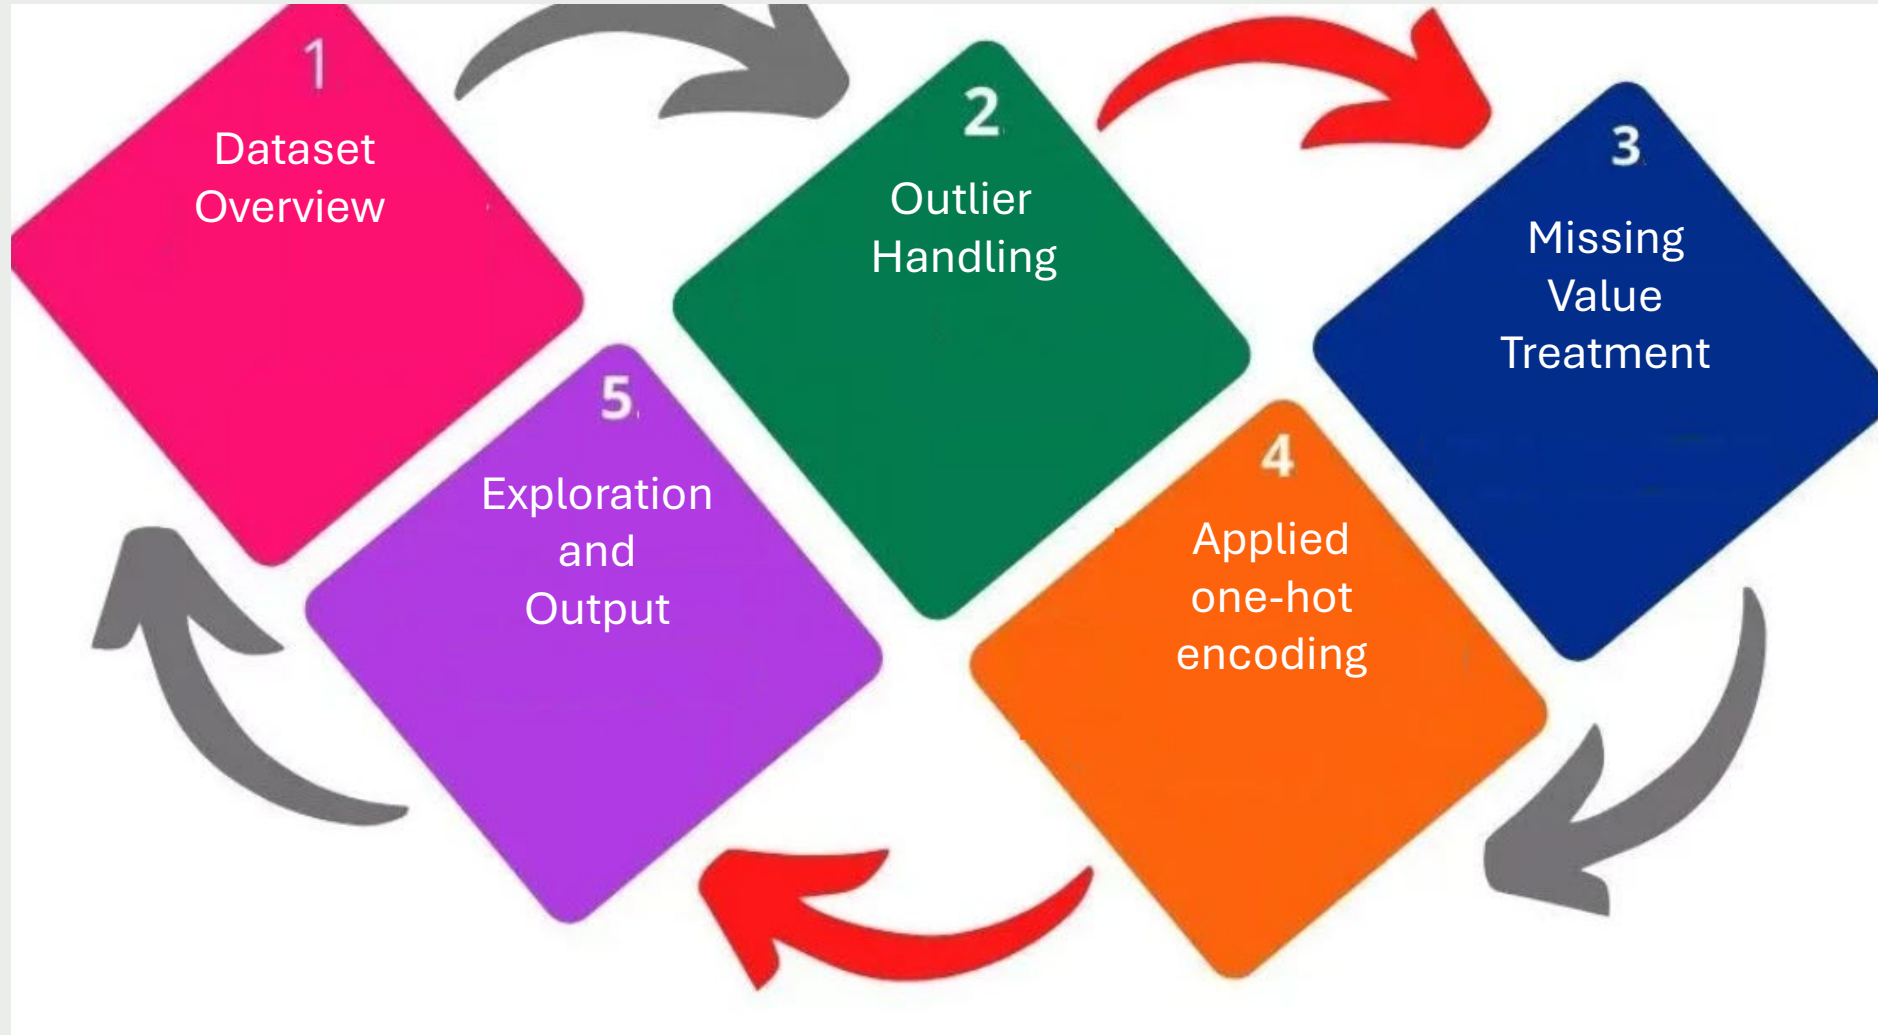 1
Dataset
Overview
2
Outlier
Handling
3
Missing
Value
Treatment
4
Applied
one-hot
encoding
5
Exploration
and
Output